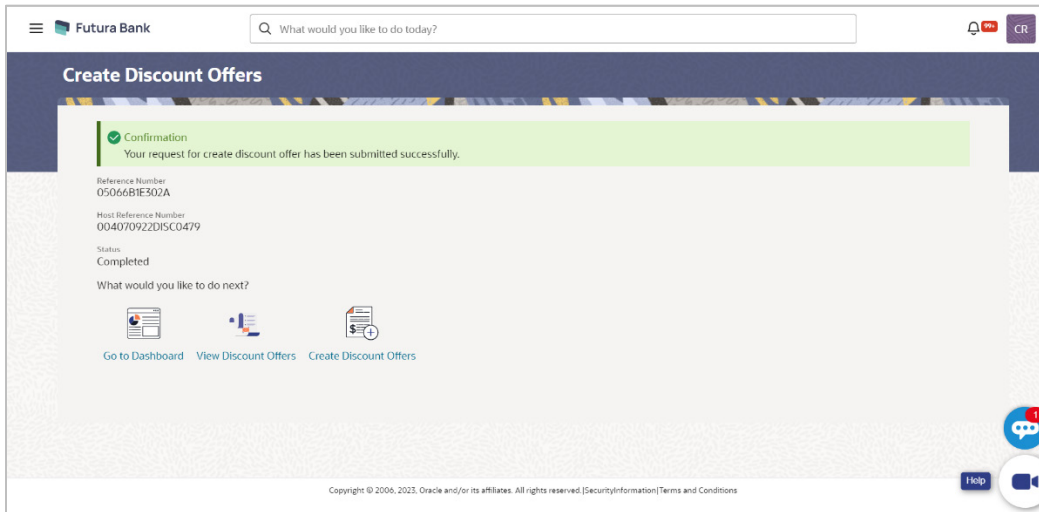 Futura Bank
What would you like to do today?
99+
CR
Create Discount Offers
Confirmation
Your request for create discount offer has been submitted successfully.
Reference Number
05066B1E302A
Host Reference Number
004070922DISC0479
Status
Completed
What would you like to do next?
$
Go to Dashboard View Discount Offers Create Discount Offers
1
Help
Copyright © 2006, 2023, Oracle and/or its affiliates. All rights reserved.|SecurityInformation|Terms and Conditions